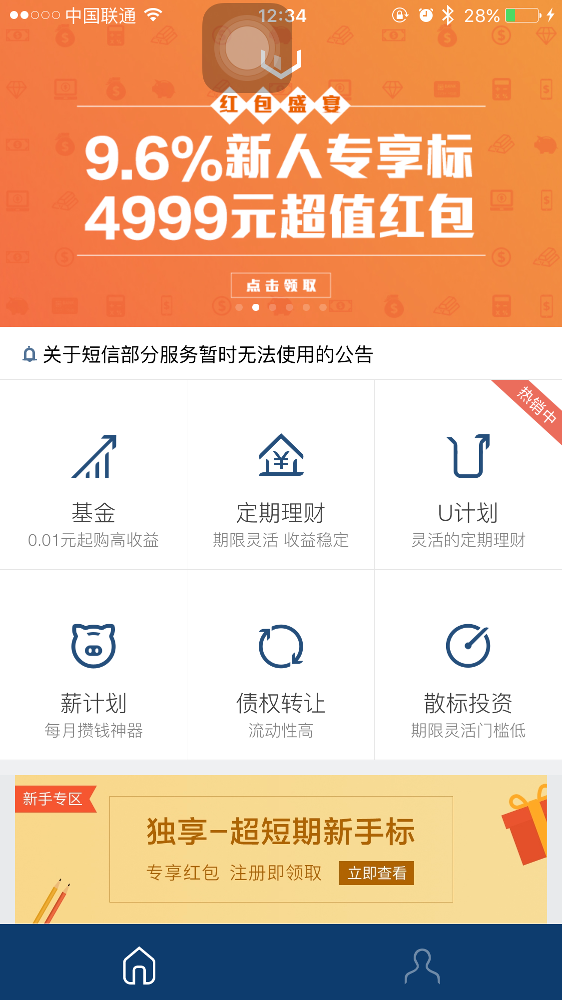 中国联通 12:34 28%
红包盛宴
9.6%新人专享标
4999元超值红包
点击领取
关于短信部分服务暂时无法使用的公告
热销中
基金 定期理财 U计划
0.01元起购高收益 期限灵活 收益稳定 灵活的定期理财
薪计划 债权转让 散标投资
每月攒钱神器 流动性高 期限灵活门槛低
新手专区
独享-超短期新手标
专享红包 注册即领取 立即查看